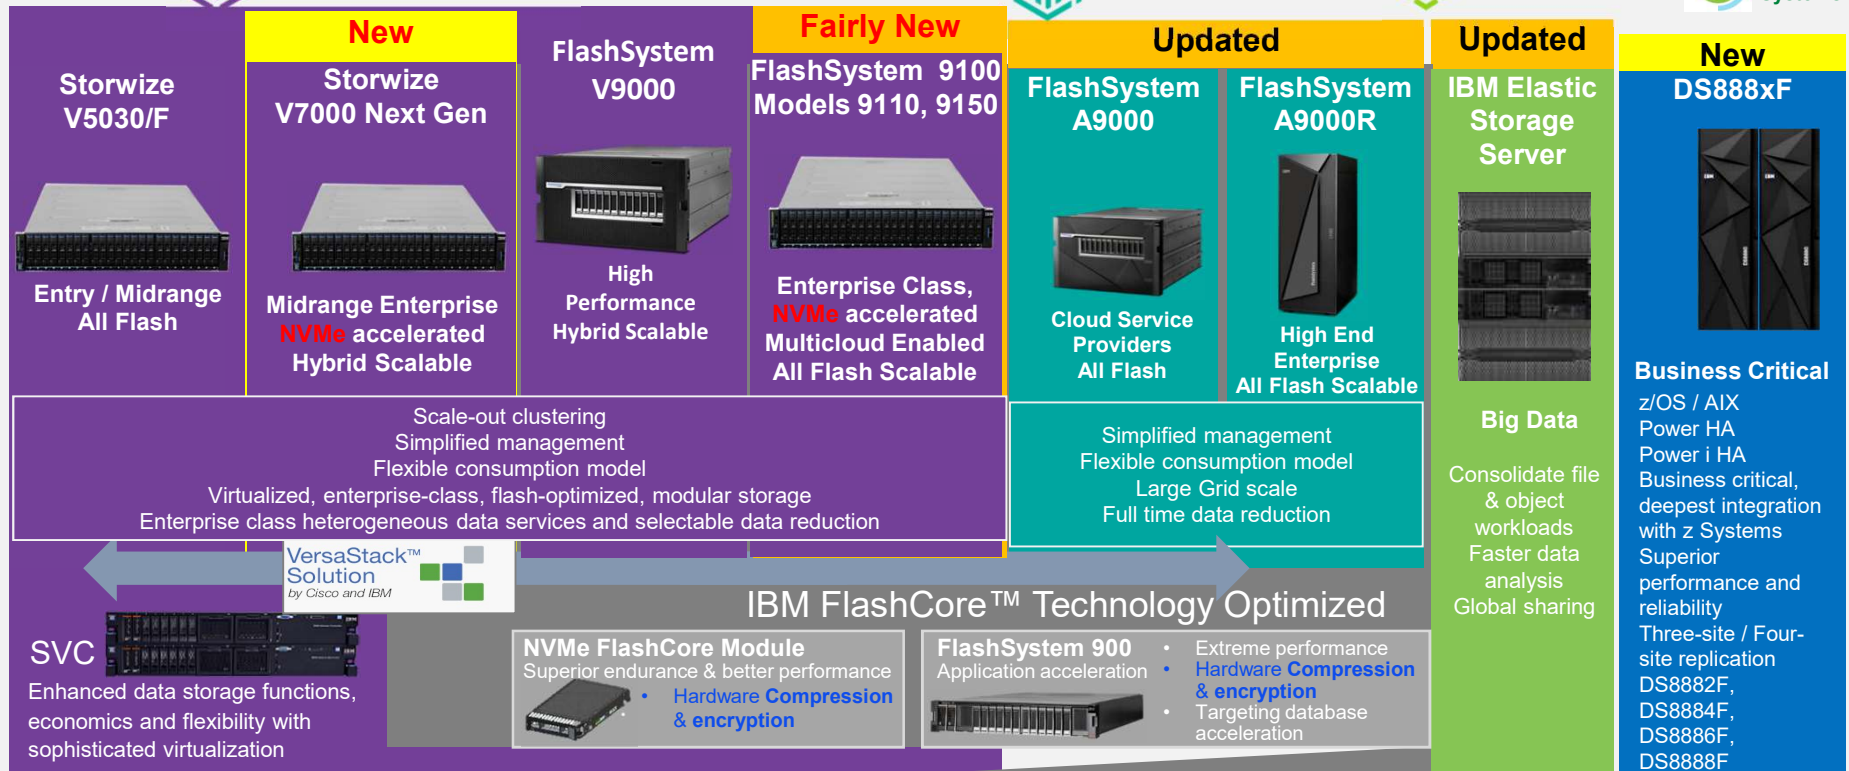 Storwize
V5030/F
Entry / Midrange
All Flash
New
Storwize
V7000 Next Gen
Midrange Enterprise
NVMe accelerated
Hybrid Scalable
FlashSystem
V9000
High
Performance
Hybrid Scalable
Fairly New
FlashSystem 9100
Models 9110, 9150
Enterprise Class,
NVMe accelerated
Multicloud Enabled
All Flash Scalable
Scale-out clustering
Simplified management
Flexible consumption model
Virtualized, enterprise-class, flash-optimized, modular storage
Enterprise class heterogeneous data services and selectable data reduction
Updated
FlashSystem
A9000
Cloud Service
Providers
All Flash
FlashSystem
A9000R
High End
Enterprise
All Flash Scalable
Simplified management
Flexible consumption model
Large Grid scale
Full time data reduction
Updated
IBM Elastic
Storage
Server
Big Data
Consolidate file
& object
workloads
Faster data
analysis
Global sharing
New
DS888xF
Business Critical
z/OS / AIX
Power HA
Power i HA
Business critical,
deepest integration
with z Systems
Superior
performance and
reliability
Three-site / Four-
site replication
DS8882F,
DS8884F,
DS8886F,
DS8888F
VersaStack™
Solution
by Cisco and IBM
SVC
Enhanced data storage functions,
economics and flexibility with
sophisticated virtualization
IBM FlashCore™ Technology Optimized
NVMe FlashCore Module
Superior endurance & better performance
• Hardware Compression
& encryption
FlashSystem 900
Application acceleration
• Extreme performance
• Hardware Compression
& encryption
• Targeting database
acceleration